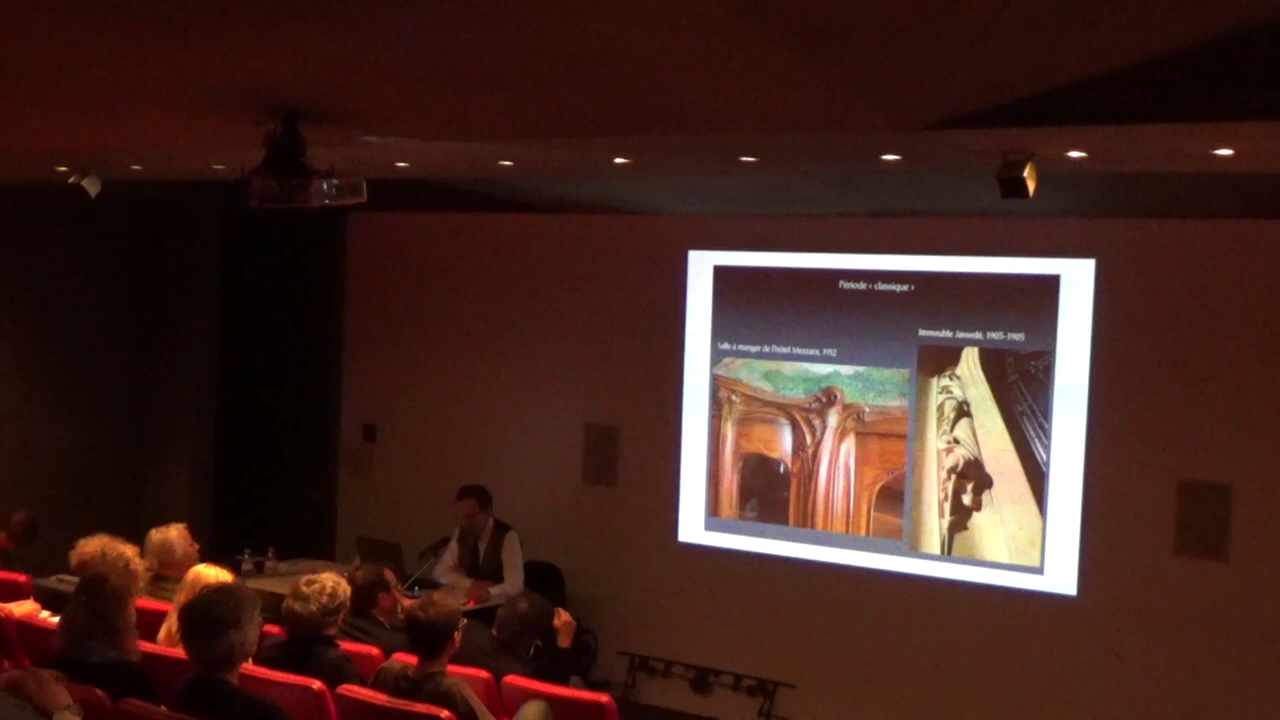 Période « classique »
Immeuble Jassedé, 1903-1905
Salle à manger de l'hôtel Mezzara, 1912